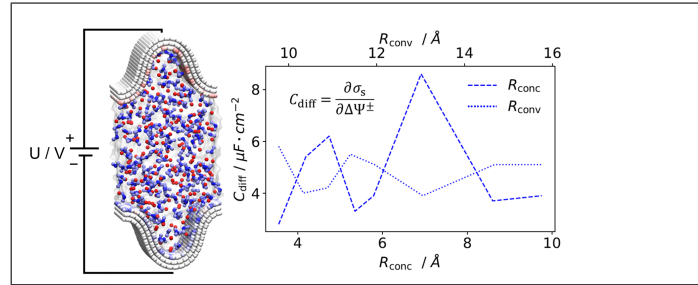 +
U / V
−
R_conv / Å
10 12 14 16
C_diff = ∂σ_s / ∂ΔΨ^±
R_conc
R_conv
C_diff / μF · cm^−2
8
6
4
4 6 8 10
R_conc / Å